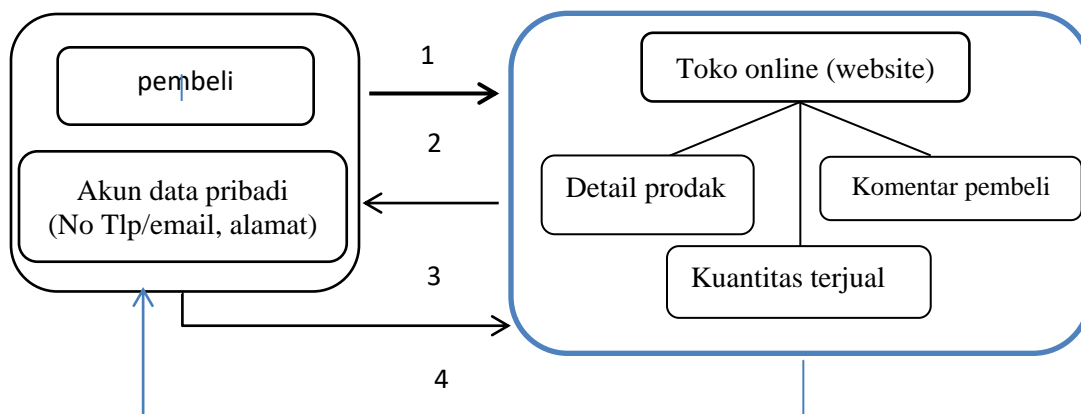 pembeli
Akun data pribadi
(No Tlp/email, alamat)
1
2
3
4
Toko online (website)
Detail prodak
Komentar pembeli
Kuantitas terjual